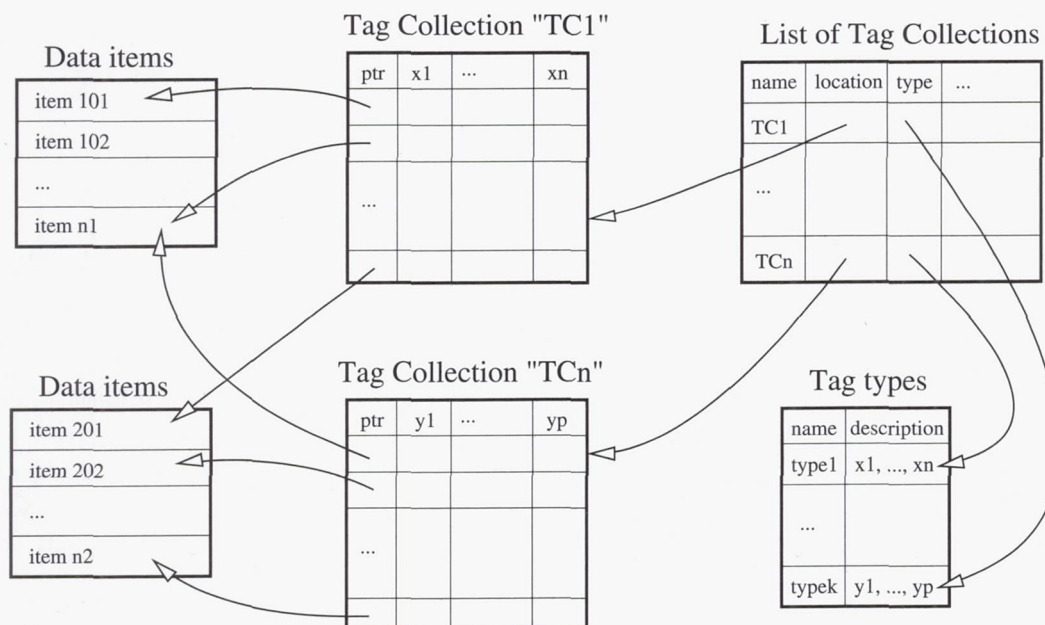 Data items
item 101
item 102
...
item n1
Tag Collection "TC1"
ptr x1 ... xn
...
List of Tag Collections
name location type ...
TC1
...
TCn
Data items
item 201
item 202
...
item n2
Tag Collection "TCn"
ptr y1 ... yp
...
Tag types
name description
type1 x1, ..., xn
...
typek y1, ..., yp